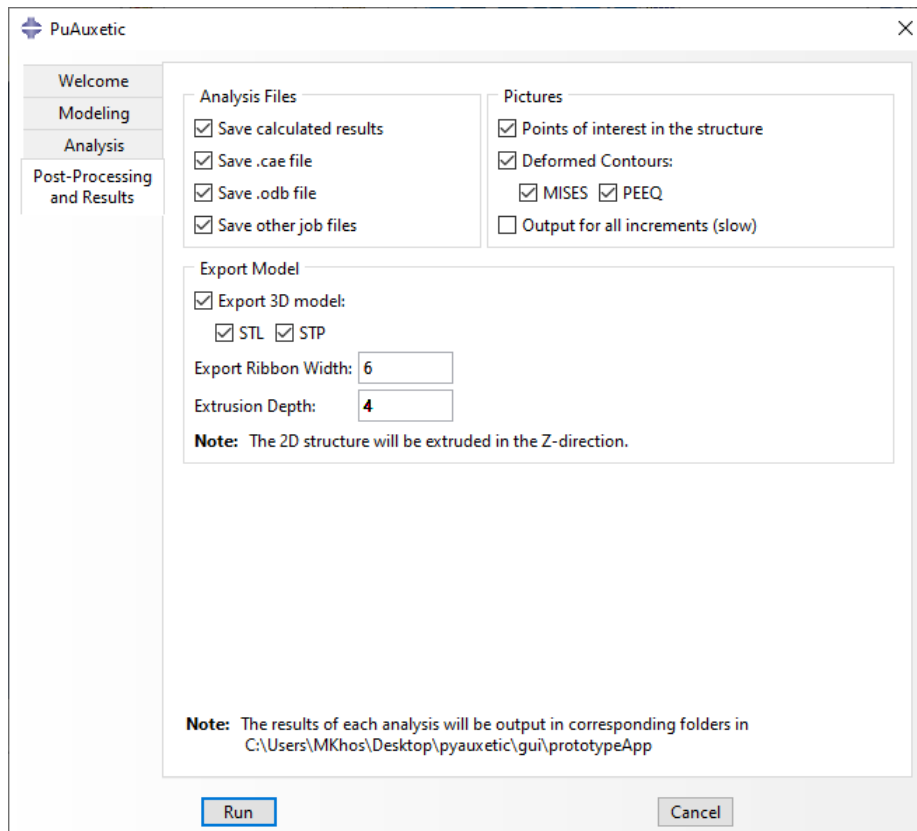 PuAuxetic
Welcome
Modeling
Analysis
Post-Processing
and Results
Analysis Files
Save calculated results
Save .cae file
Save .odb file
Save other job files
Pictures
Points of interest in the structure
Deformed Contours:
MISES PEEQ
Output for all increments (slow)
Export Model
Export 3D model:
STL STP
Export Ribbon Width: 6
Extrusion Depth: 4
Note: The 2D structure will be extruded in the Z-direction.
Note: The results of each analysis will be output in corresponding folders in
C:\Users\MKhos\Desktop\pyauxetic\gui\prototypeApp
Run Cancel